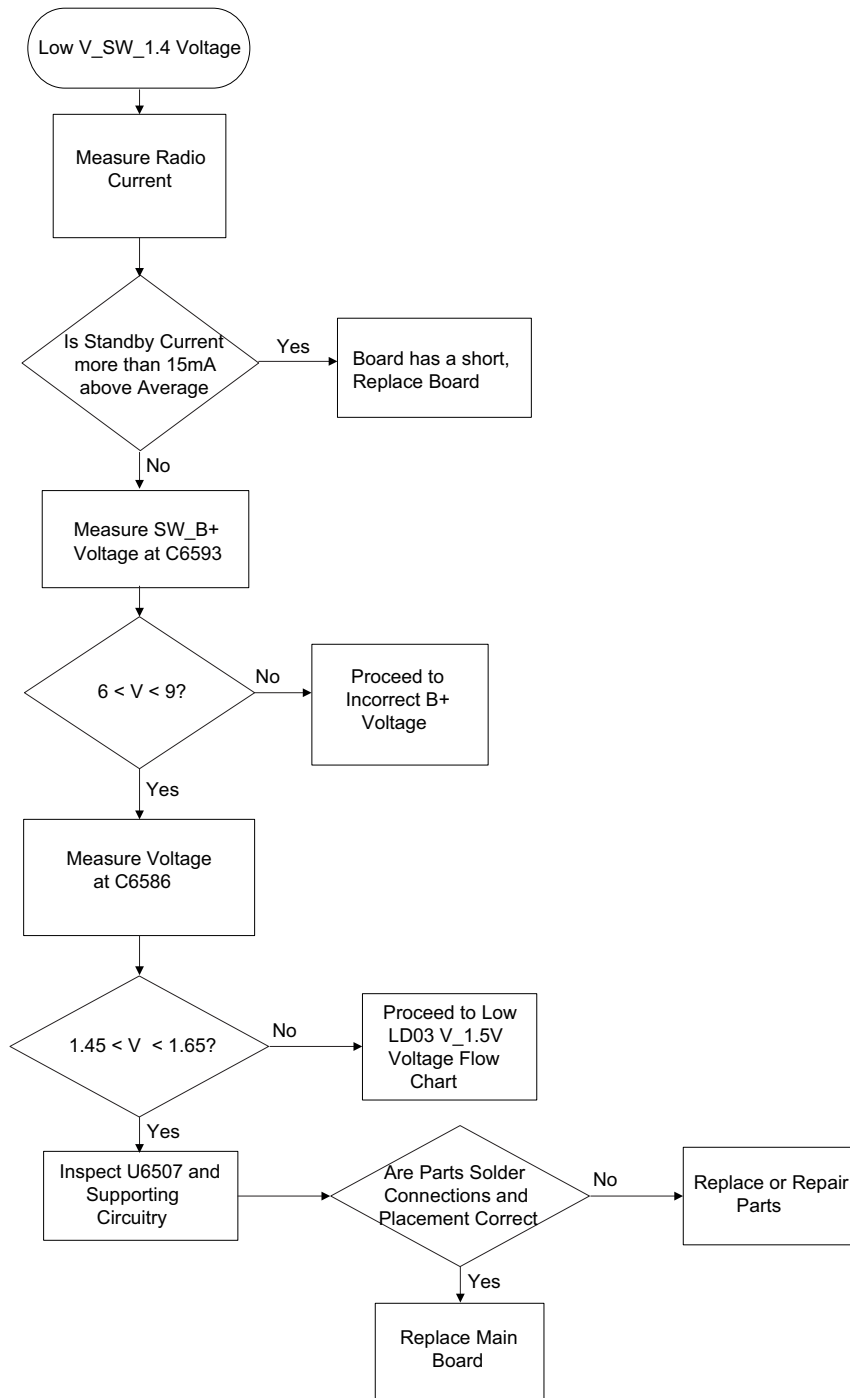 Low V_SW_1.4 Voltage
Measure Radio
Current
Is Standby Current
more than 15mA
above Average
Yes
Board has a short,
Replace Board
No
Measure SW_B+
Voltage at C6593
6 < V < 9?
No
Proceed to
Incorrect B+
Voltage
Yes
Measure Voltage
at C6586
1.45 < V < 1.65?
No
Proceed to Low
LD03 V_1.5V
Voltage Flow
Chart
Yes
Inspect U6507 and
Supporting
Circuitry
Are Parts Solder
Connections and
Placement Correct
No
Replace or Repair
Parts
Yes
Replace Main
Board